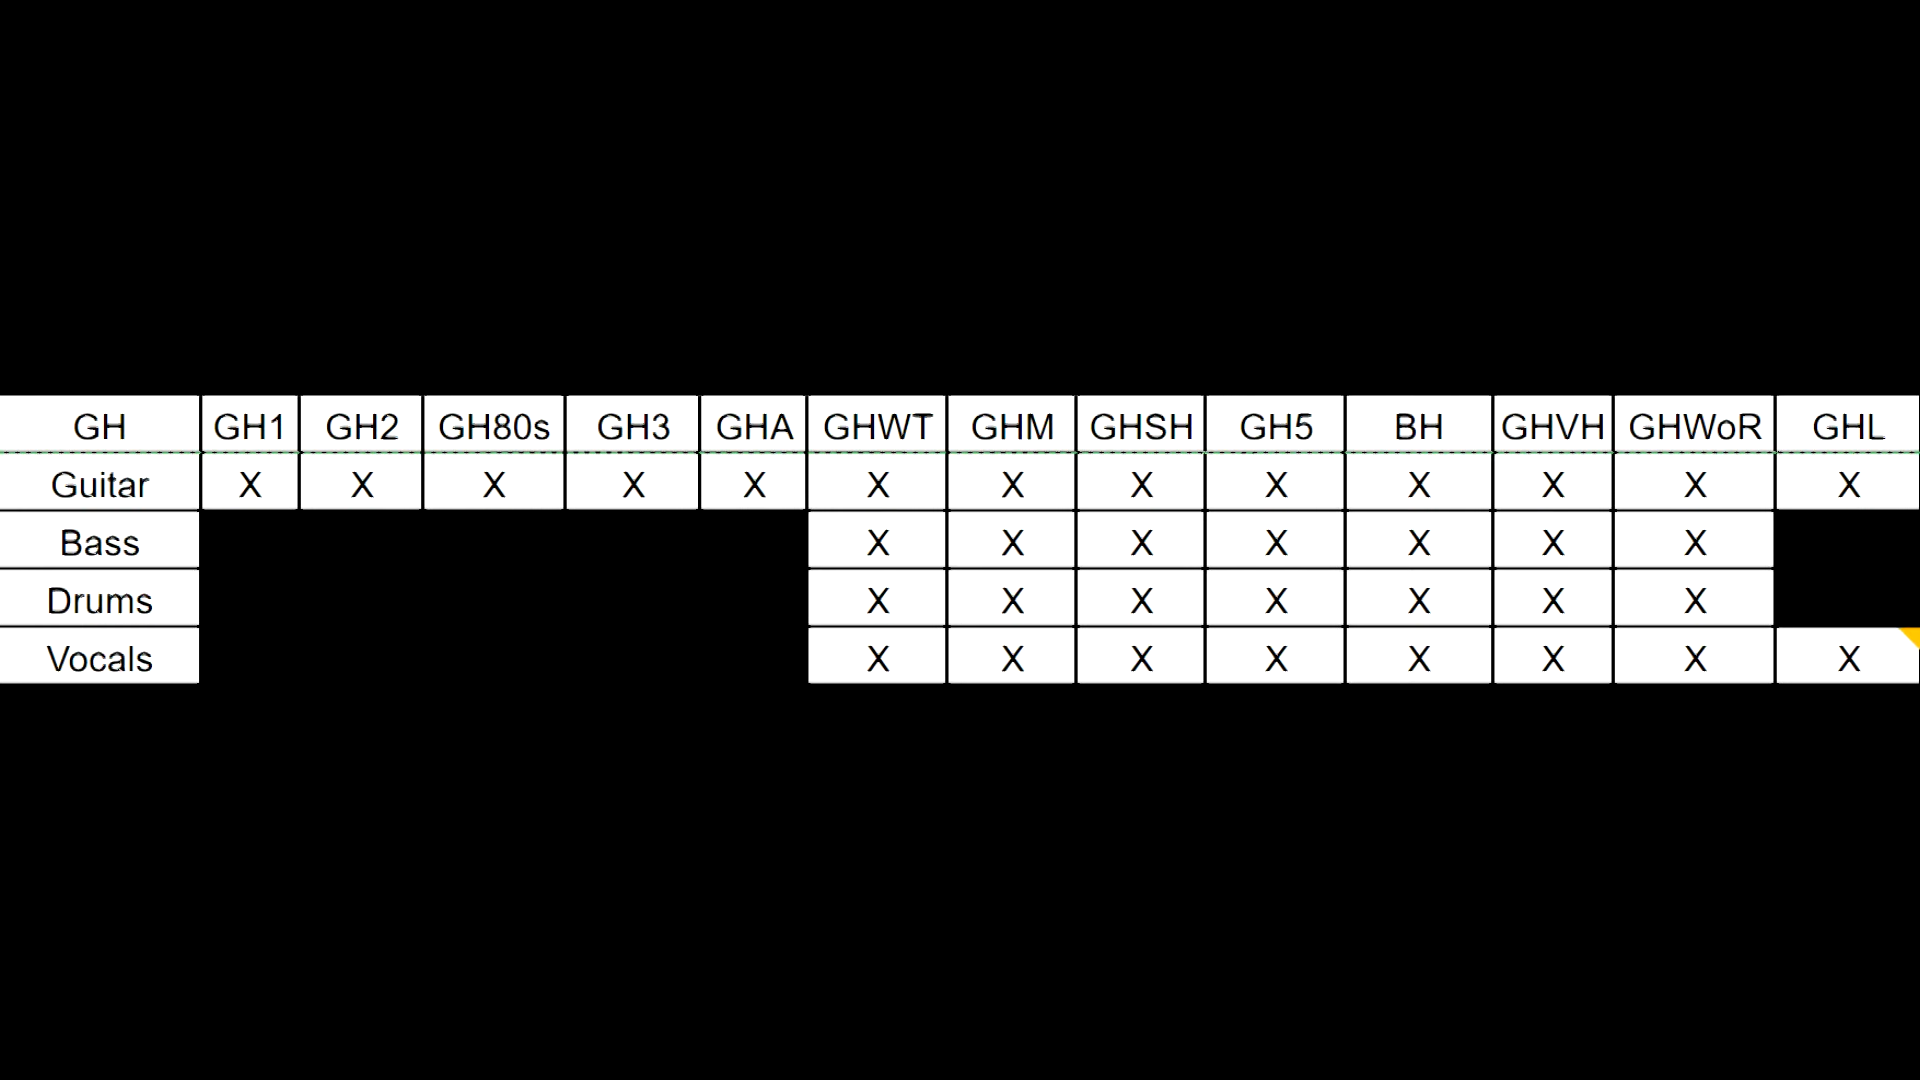 GH GH1 GH2 GH80s GH3 GHA GHWT GHM GHSH GH5 BH GHVH GHWoR GHL
Guitar X X X X X X X X X X X X X
Bass X X X X X X X
Drums X X X X X X X
Vocals X X X X X X X X